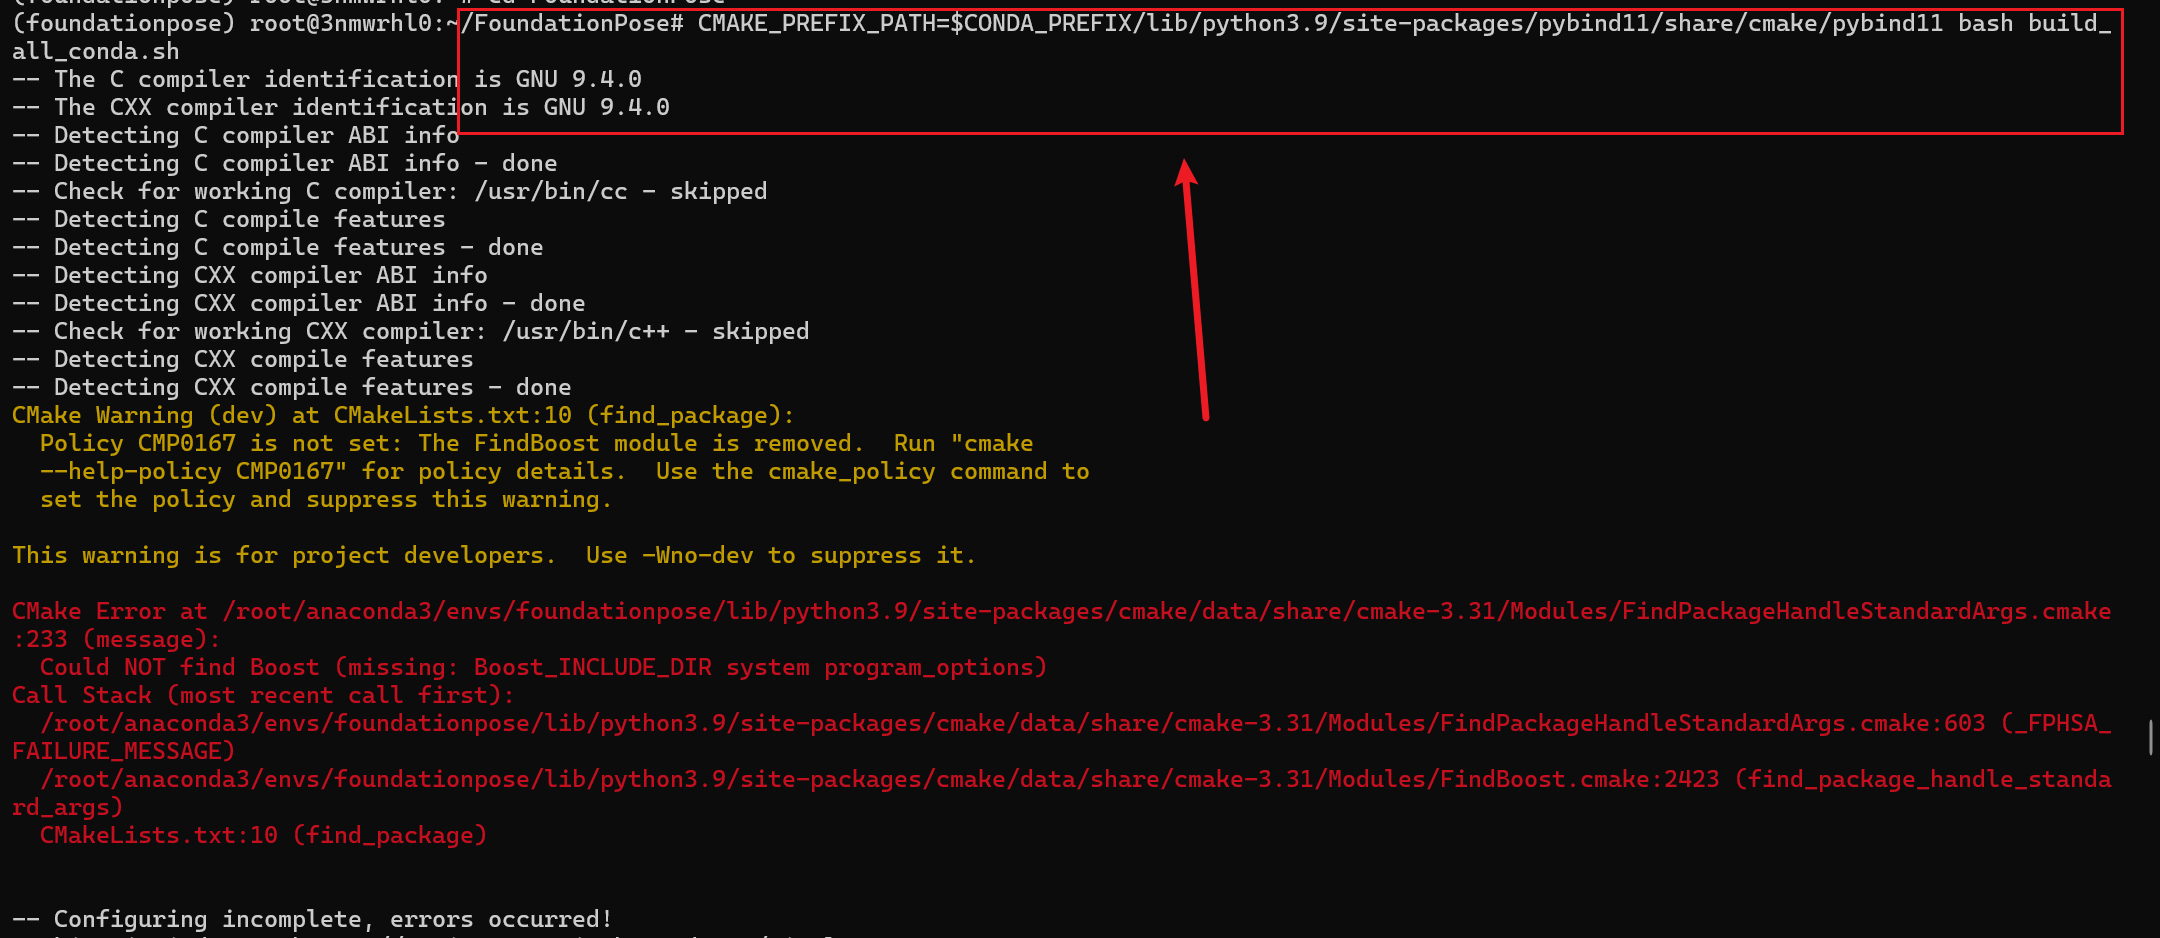 (foundationpose) root@3nmwrhl0:~/FoundationPose# CMAKE_PREFIX_PATH=$CONDA_PREFIX/lib/python3.9/site-packages/pybind11/share/cmake/pybind11 bash build_
all_conda.sh
-- The C compiler identification is GNU 9.4.0
-- The CXX compiler identification is GNU 9.4.0
-- Detecting C compiler ABI info
-- Detecting C compiler ABI info - done
-- Check for working C compiler: /usr/bin/cc - skipped
-- Detecting C compile features
-- Detecting C compile features - done
-- Detecting CXX compiler ABI info
-- Detecting CXX compiler ABI info - done
-- Check for working CXX compiler: /usr/bin/c++ - skipped
-- Detecting CXX compile features
-- Detecting CXX compile features - done
CMake Warning (dev) at CMakeLists.txt:10 (find_package):
  Policy CMP0167 is not set: The FindBoost module is removed.  Run "cmake
  --help-policy CMP0167" for policy details.  Use the cmake_policy command to
  set the policy and suppress this warning.
This warning is for project developers.  Use -Wno-dev to suppress it.
CMake Error at /root/anaconda3/envs/foundationpose/lib/python3.9/site-packages/cmake/data/share/cmake-3.31/Modules/FindPackageHandleStandardArgs.cmake
:233 (message):
  Could NOT find Boost (missing: Boost_INCLUDE_DIR system program_options)
Call Stack (most recent call first):
  /root/anaconda3/envs/foundationpose/lib/python3.9/site-packages/cmake/data/share/cmake-3.31/Modules/FindPackageHandleStandardArgs.cmake:603 (_FPHSA_
FAILURE_MESSAGE)
  /root/anaconda3/envs/foundationpose/lib/python3.9/site-packages/cmake/data/share/cmake-3.31/Modules/FindBoost.cmake:2423 (find_package_handle_standa
rd_args)
  CMakeLists.txt:10 (find_package)
-- Configuring incomplete, errors occurred!